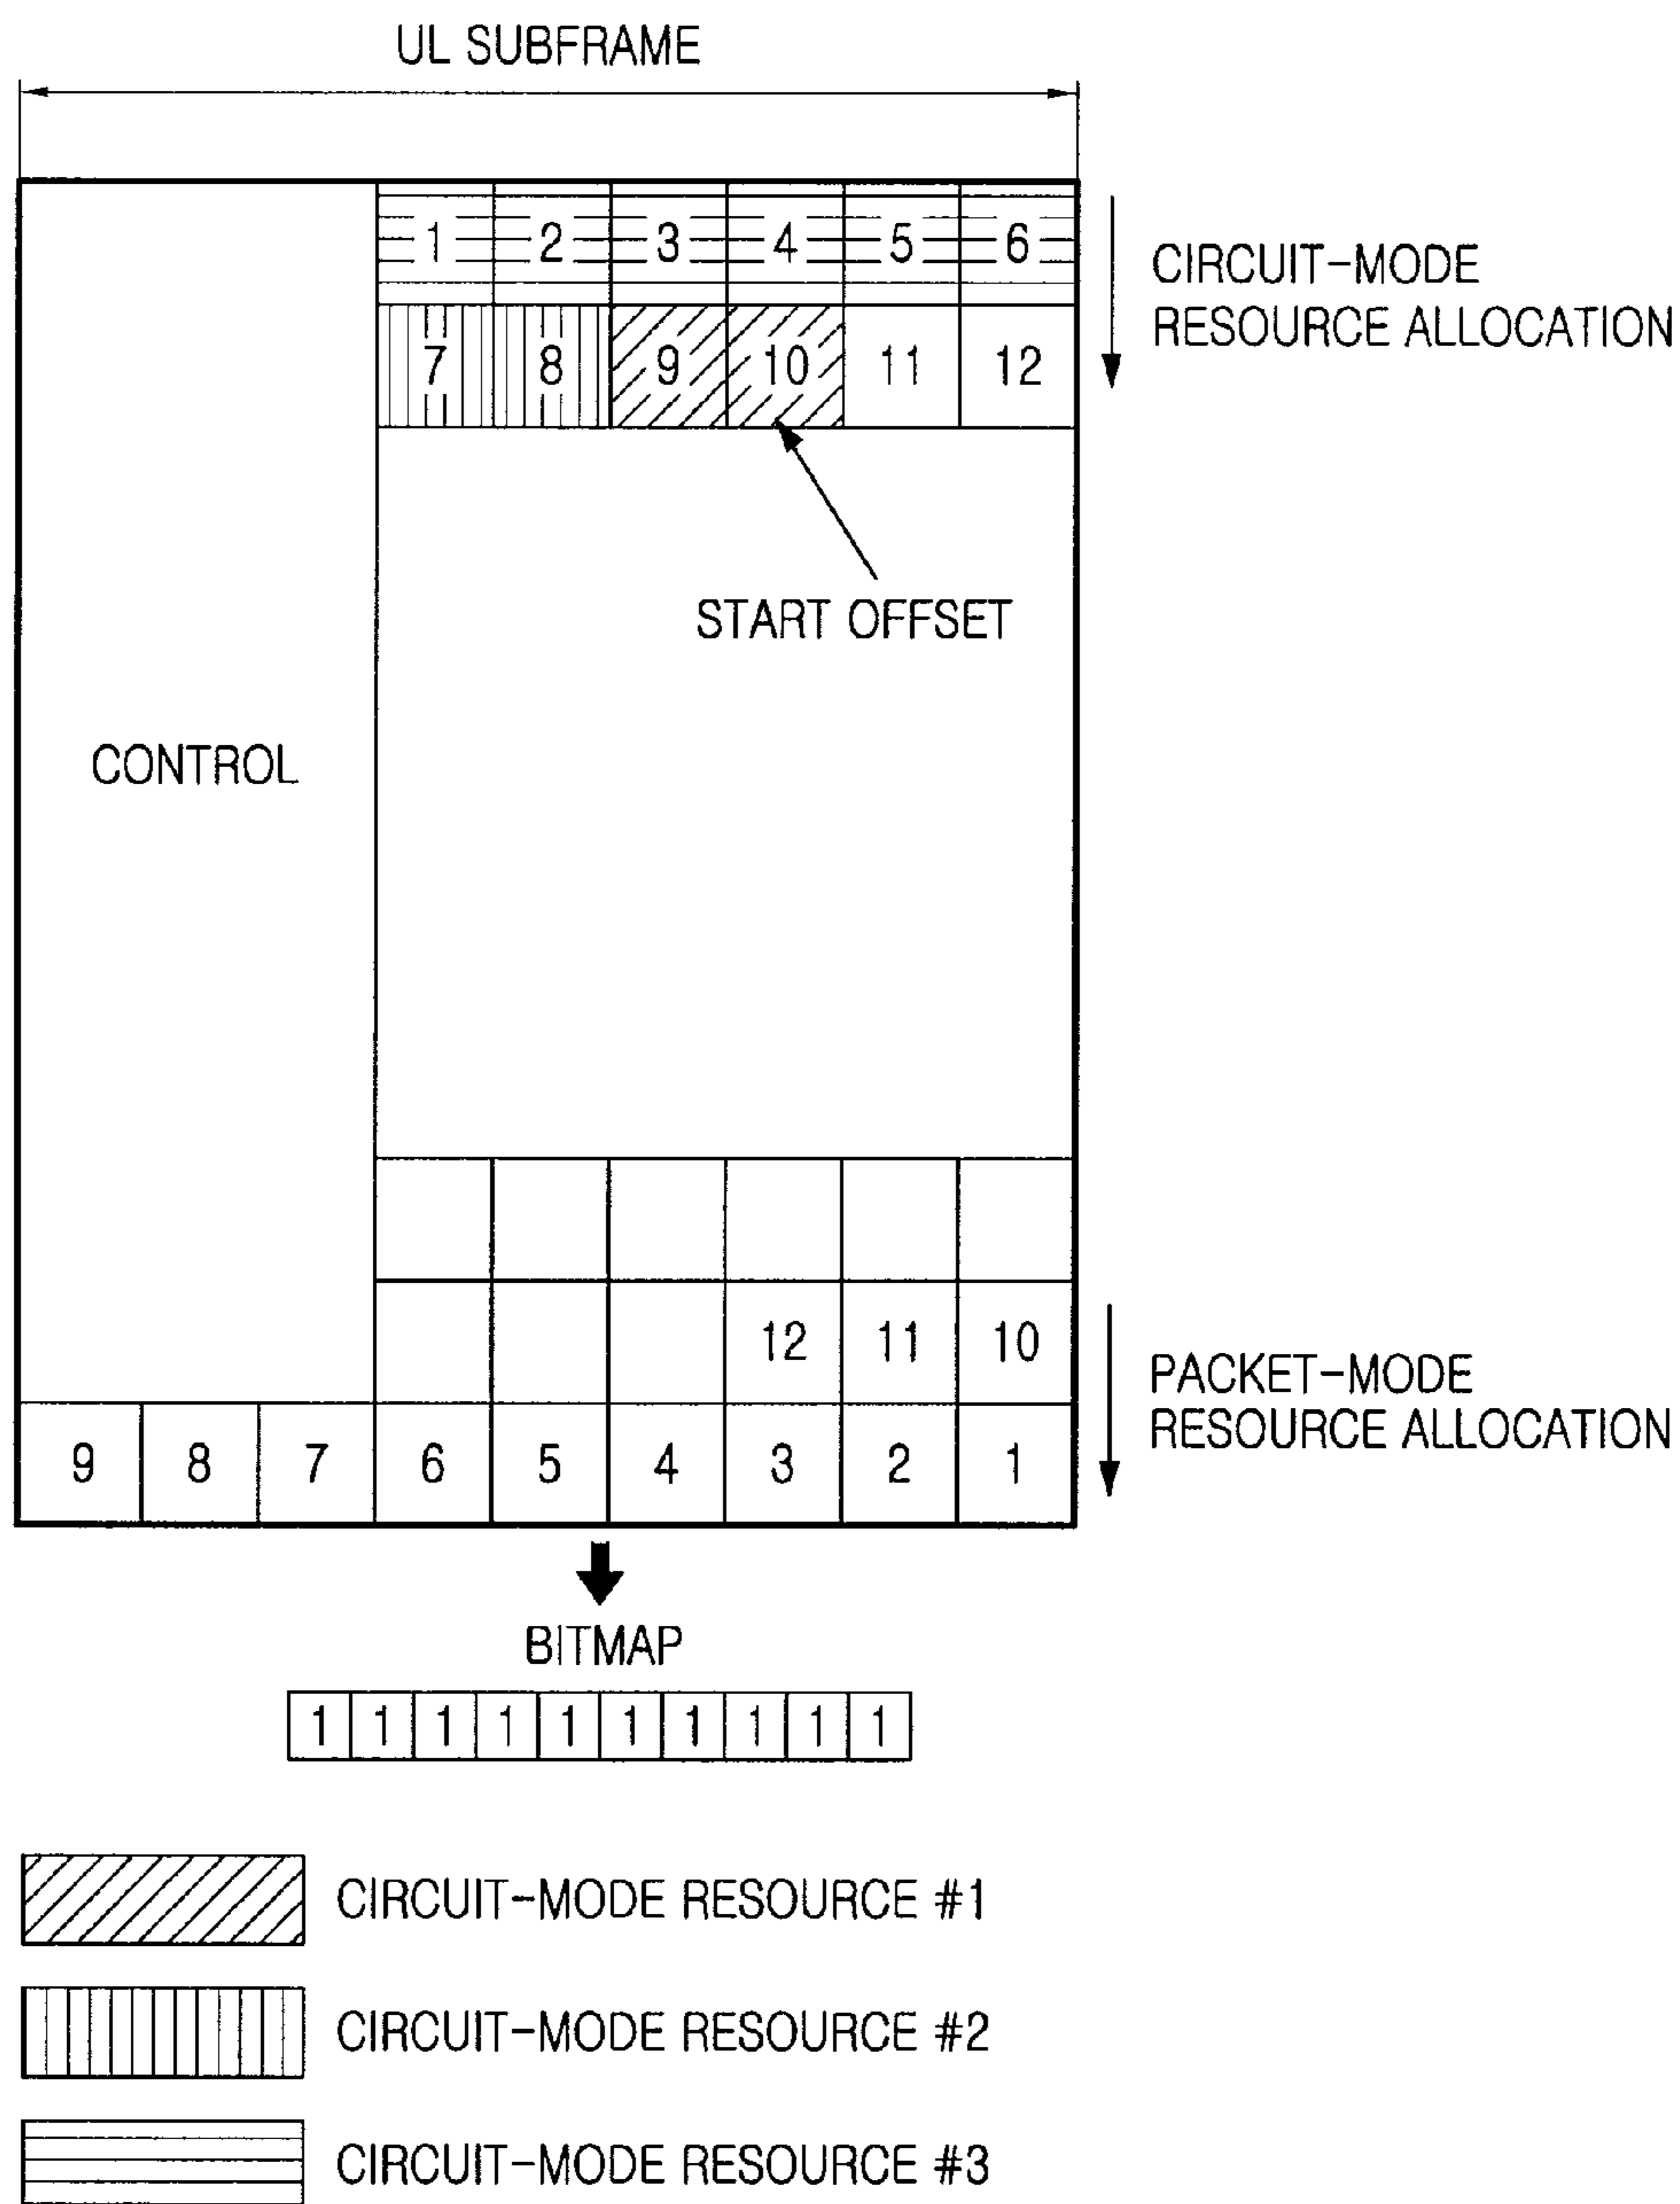 UL SUBFRAME
1 2 3 4 5 6
CIRCUIT-MODE
RESOURCE ALLOCATION
7 8 9 10 11 12
START OFFSET
CONTROL
12 11 10
PACKET-MODE
RESOURCE ALLOCATION
9 8 7 6 5 4 3 2 1
BITMAP
1 1 1 1 1 1 1 1 1 1
CIRCUIT-MODE RESOURCE #1
CIRCUIT-MODE RESOURCE #2
CIRCUIT-MODE RESOURCE #3